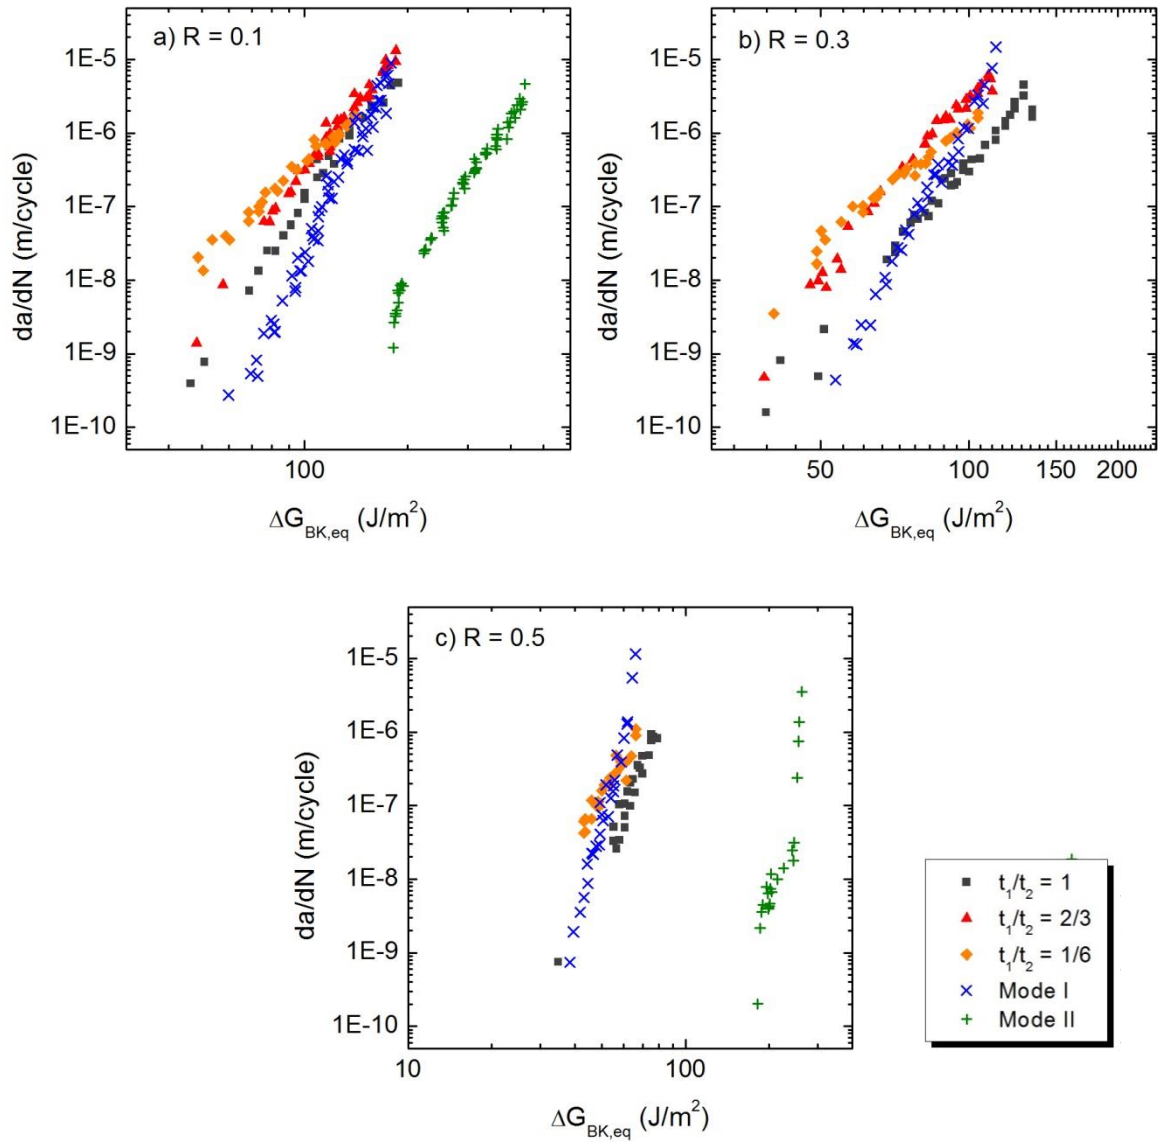 a) R = 0.1
1E-5
1E-6
1E-7
1E-8
1E-9
1E-10
da/dN (m/cycle)
100
ΔG_BK,eq (J/m²)
b) R = 0.3
1E-5
1E-6
1E-7
1E-8
1E-9
1E-10
da/dN (m/cycle)
50 100 150 200
ΔG_BK,eq (J/m²)
c) R = 0.5
1E-5
1E-6
1E-7
1E-8
1E-9
1E-10
da/dN (m/cycle)
10 100
ΔG_BK,eq (J/m²)
t₁/t₂ = 1
t₁/t₂ = 2/3
t₁/t₂ = 1/6
Mode I
Mode II